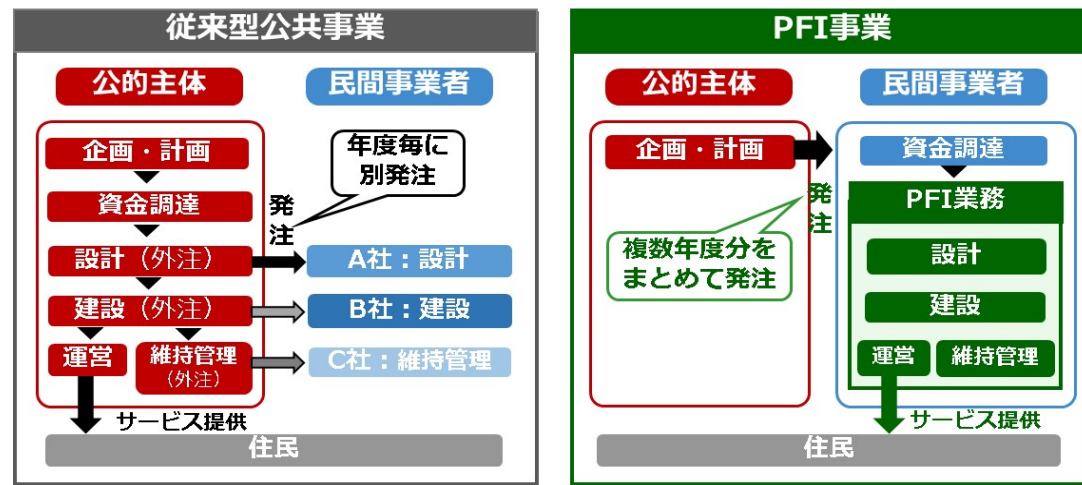 従来型公共事業
公的主体
民間事業者
企画・計画
年度毎に
別発注
資金調達
発
注
設計（外注）
A社：設計
建設（外注）
B社：建設
運営
維持管理
（外注）
C社：維持管理
サービス提供
住民
PFI事業
公的主体
民間事業者
企画・計画
資金調達
発
注
PFI業務
複数年度分を
まとめて発注
設計
建設
運営
維持管理
サービス提供
住民